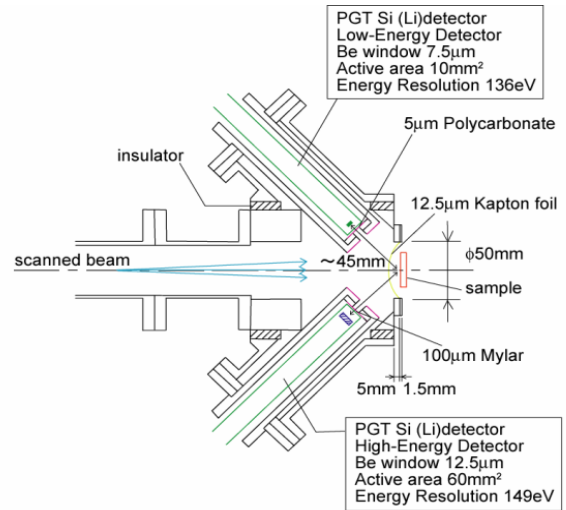 PGT Si (Li)detector
Low-Energy Detector
Be window 7.5μm
Active area 10mm²
Energy Resolution 136eV
5μm Polycarbonate
insulator
12.5μm Kapton foil
ϕ50mm
scanned beam
~45mm
sample
100μm Mylar
5mm 1.5mm
PGT Si (Li)detector
High-Energy Detector
Be window 12.5μm
Active area 60mm²
Energy Resolution 149eV